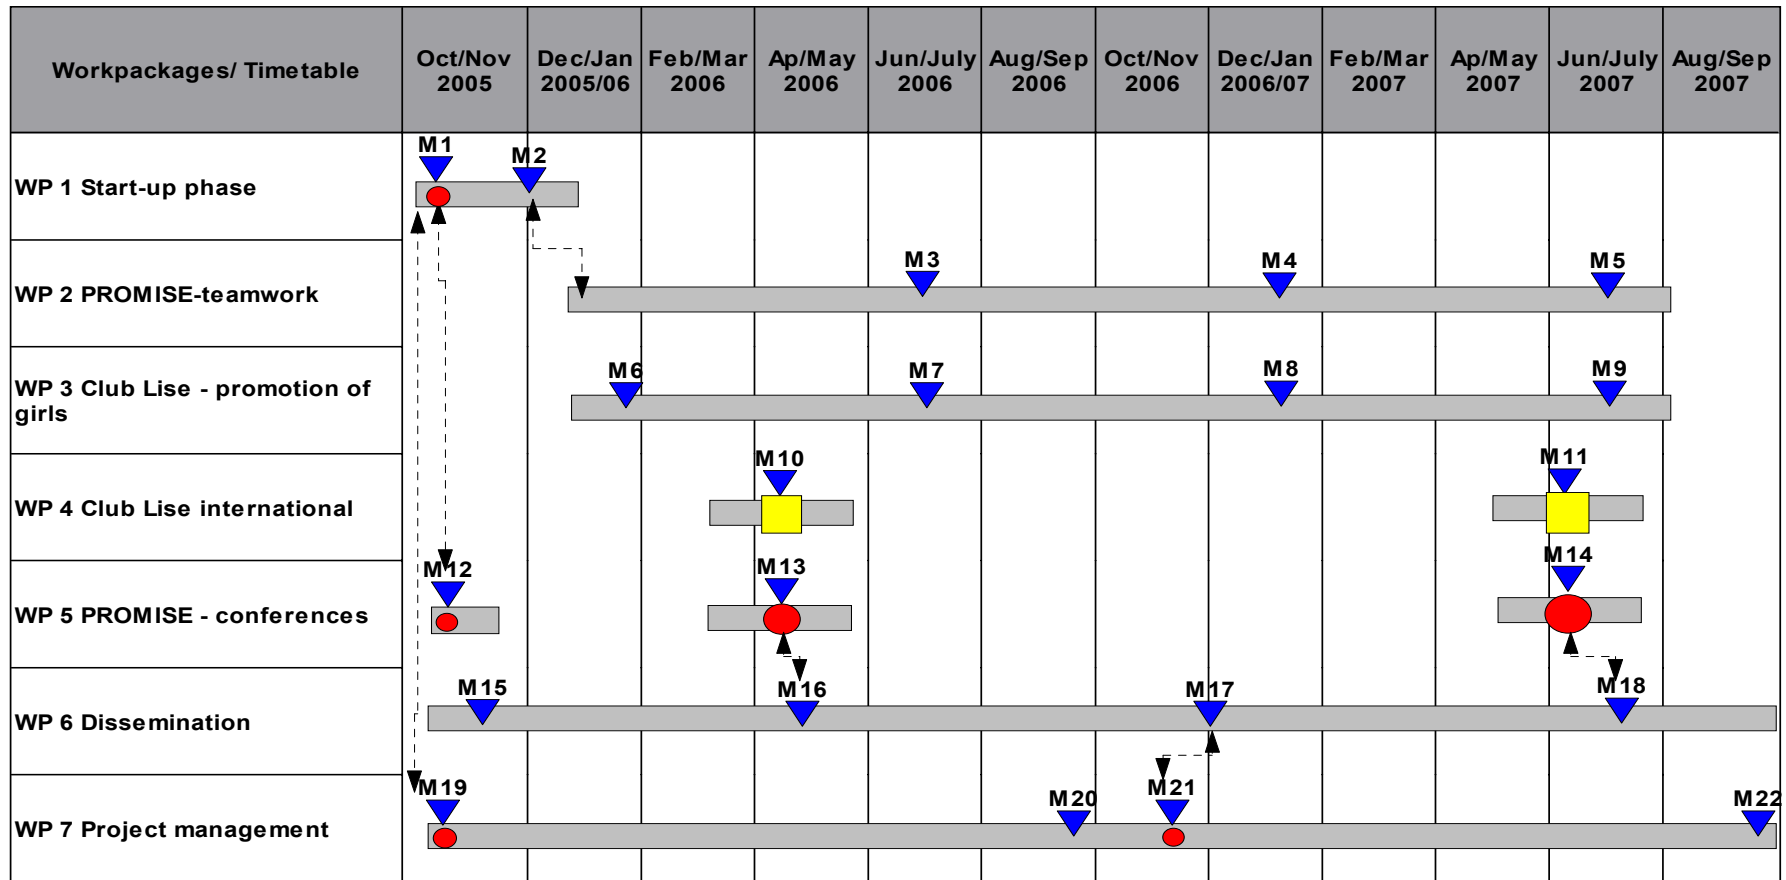 Workpackages/ Timetable
Oct/Nov 2005
Dec/Jan 2005/06
Feb/Mar 2006
Ap/May 2006
Jun/July 2006
Aug/Sep 2006
Oct/Nov 2006
Dec/Jan 2006/07
Feb/Mar 2007
Ap/May 2007
Jun/July 2007
Aug/Sep 2007
WP 1 Start-up phase
M1
M2
WP 2 PROMISE-teamwork
M3
M4
M5
WP 3 Club Lise - promotion of
girls
M6
M7
M8
M9
WP 4 Club Lise international
M10
M11
WP 5 PROMISE - conferences
M12
M13
M14
WP 6 Dissemination
M15
M16
M17
M18
WP 7 Project management
M19
M20
M21
M22